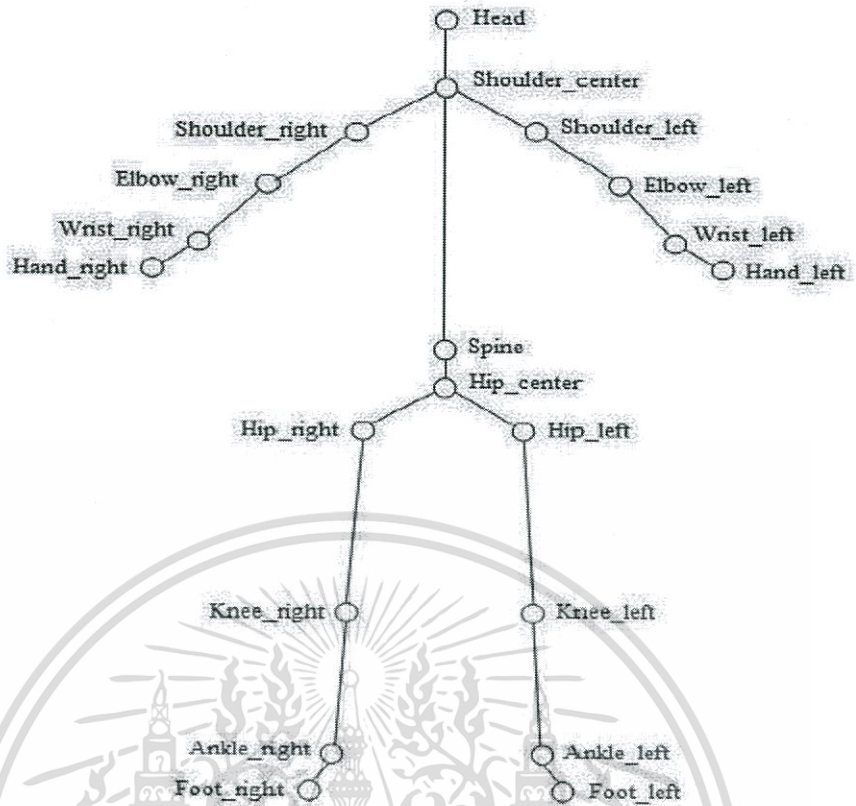 Head
Shoulder_center
Shoulder_right
Shoulder_left
Elbow_right
Elbow_left
Wrist_right
Wrist_left
Hand_right
Hand_left
Spine
Hip_center
Hip_right
Hip_left
Knee_right
Knee_left
Ankle_right
Ankle_left
Foot_right
Foot_left